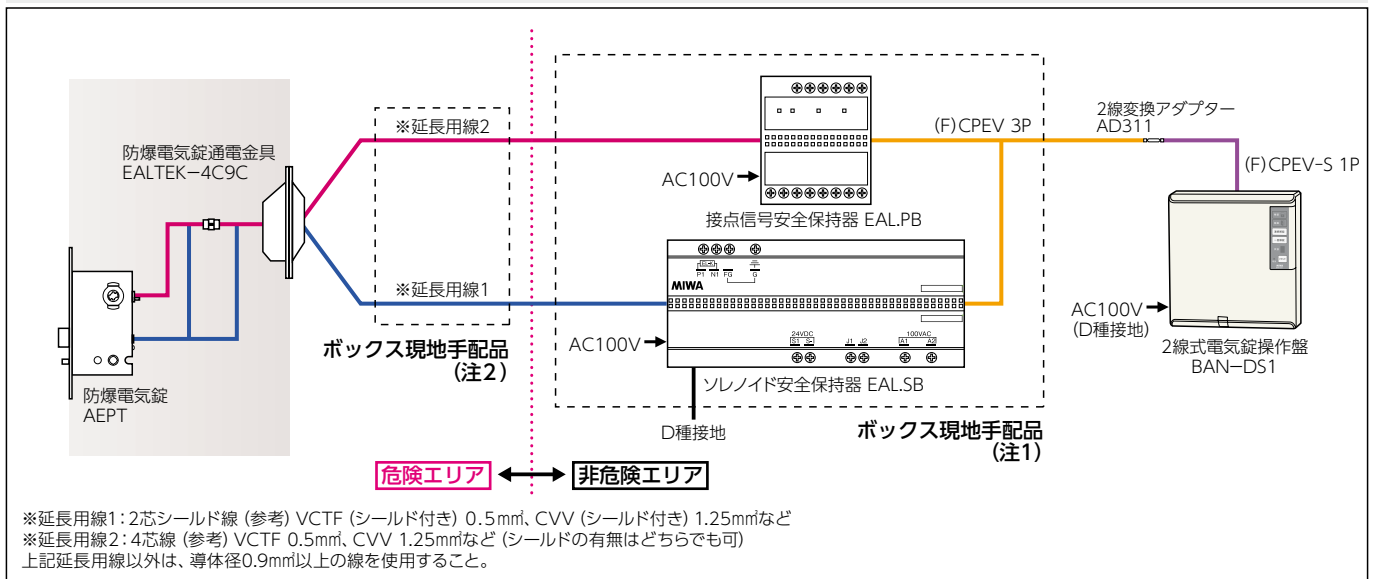 ※延長用線2
(F)CPEV 3P
2線変換アダプター
AD311
防爆電気錠通電金具
EALTEK−4C9C
AC100V
(F)CPEV-S 1P
接点信号安全保持器 EAL.PB
P1 N1 FG G
MIWA
※延長用線1
24VDC
S1 S-
J1 J2
100VAC
A1 A2
AC100V
(D種接地)
2線式電気錠操作盤
BAN−DS1
ボックス現地手配品
(注2)
AC100V
ソレノイド安全保持器 EAL.SB
防爆電気錠
AEPT
D種接地
ボックス現地手配品
(注1)
危険エリア
非危険エリア
※延長用線1:2芯シールド線 (参考) VCTF (シールド付き) 0.5㎟、CVV (シールド付き) 1.25㎟など
※延長用線2:4芯線 (参考) VCTF 0.5㎟、CVV 1.25㎟など (シールドの有無はどちらでも可)
上記延長用線以外は、導体径0.9㎟以上の線を使用すること。